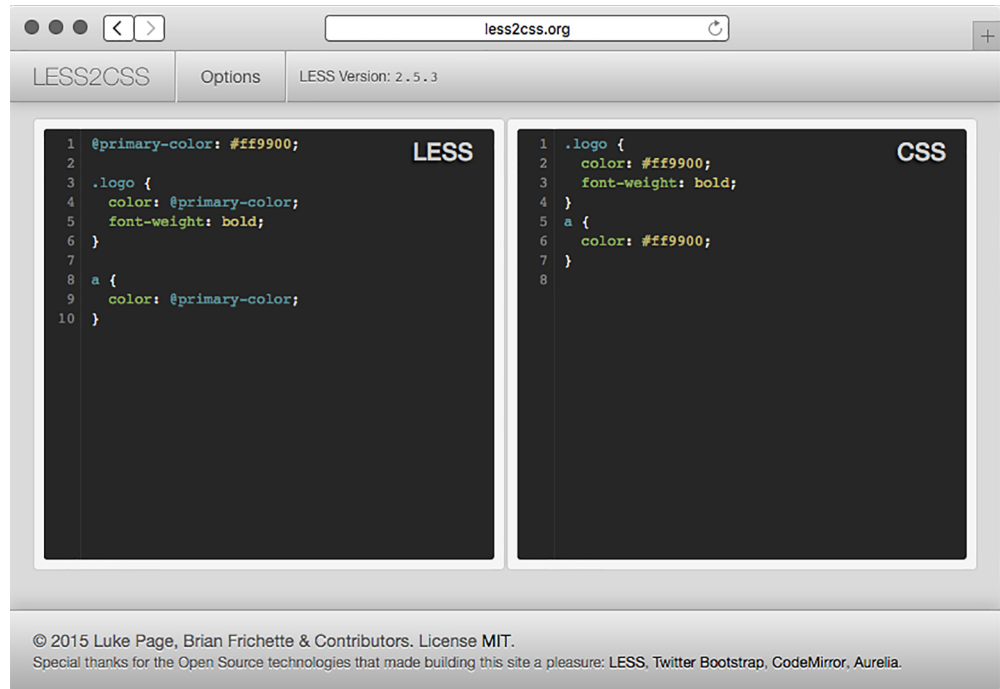 less2css.org
LESS2CSS
Options
LESS Version: 2.5.3
LESS
1 @primary-color: #ff9900;
2
3 .logo {
4   color: @primary-color;
5   font-weight: bold;
6 }
7
8 a {
9   color: @primary-color;
10 }
CSS
1 .logo {
2   color: #ff9900;
3   font-weight: bold;
4 }
5 a {
6   color: #ff9900;
7 }
8
© 2015 Luke Page, Brian Frichette & Contributors. License MIT.
Special thanks for the Open Source technologies that made building this site a pleasure: LESS, Twitter Bootstrap, CodeMirror, Aurelia.